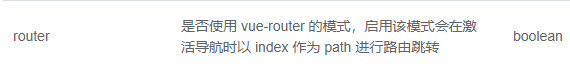 是否使用 vue-router 的模式，启用该模式会在激
router
活导航时以 index 作为 path 进行路由跳转
boolean